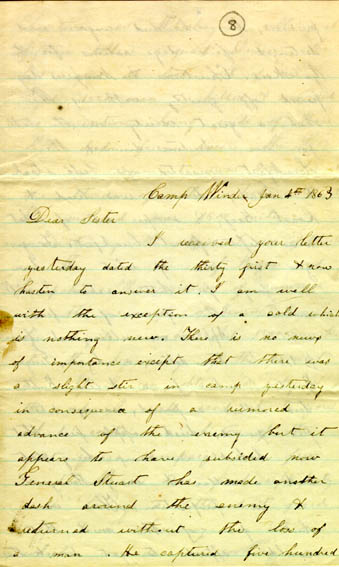 8
Camp Winder Jan 4th 1863
Dear Sister
I received your letter
yesterday dated the thirty first & now
hasten to answer it. I am well
with the exception of a cold which
is nothing new. There is no news
of importance except that there was
a slight stir in camp yesterday
in consequence of a rumored
advance of the enemy but it
appears to have subsided now
General Stuart has made another
dash around the enemy &
returned without the loss of
a man. He captured five hundred